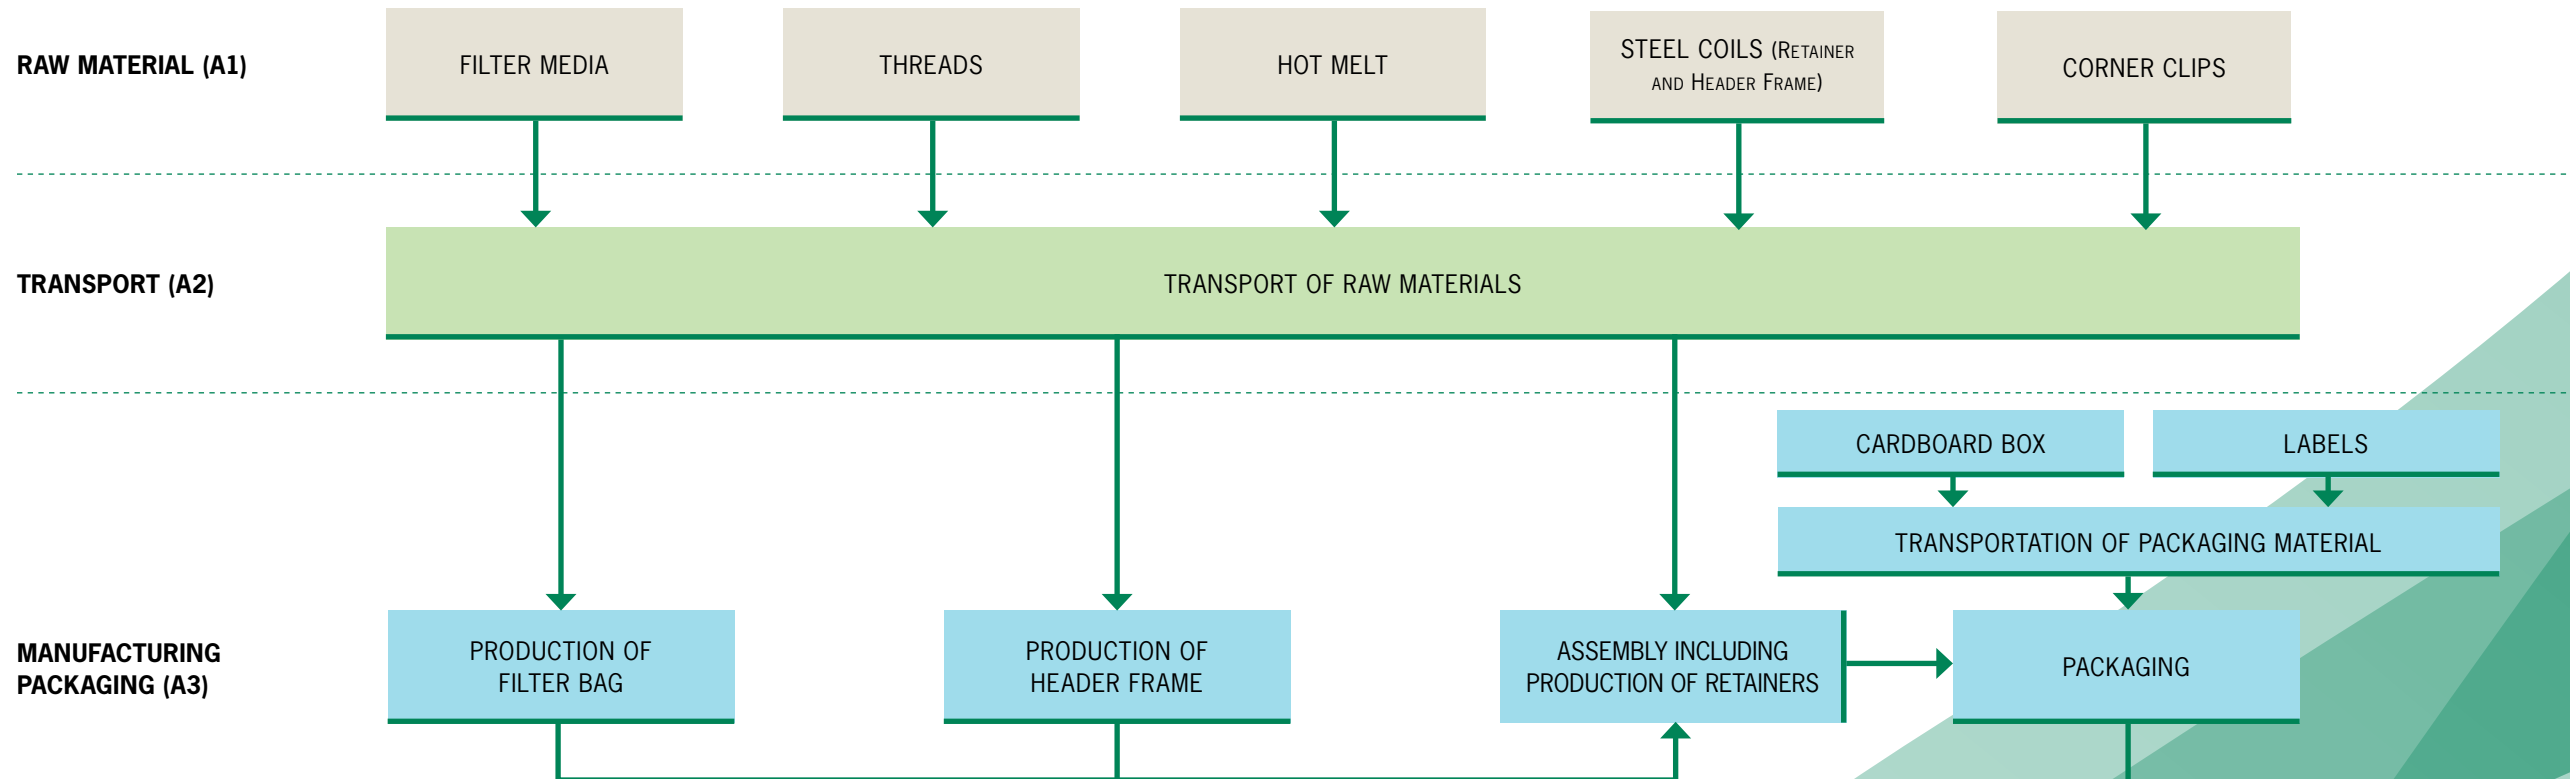 RAW MATERIAL (A1)
FILTER MEDIA
THREADS
HOT MELT
STEEL COILS (RETAINER
AND HEADER FRAME)
CORNER CLIPS
TRANSPORT (A2)
TRANSPORT OF RAW MATERIALS
CARDBOARD BOX
LABELS
TRANSPORTATION OF PACKAGING MATERIAL
MANUFACTURING
PACKAGING (A3)
PRODUCTION OF
FILTER BAG
PRODUCTION OF
HEADER FRAME
ASSEMBLY INCLUDING
PRODUCTION OF RETAINERS
PACKAGING